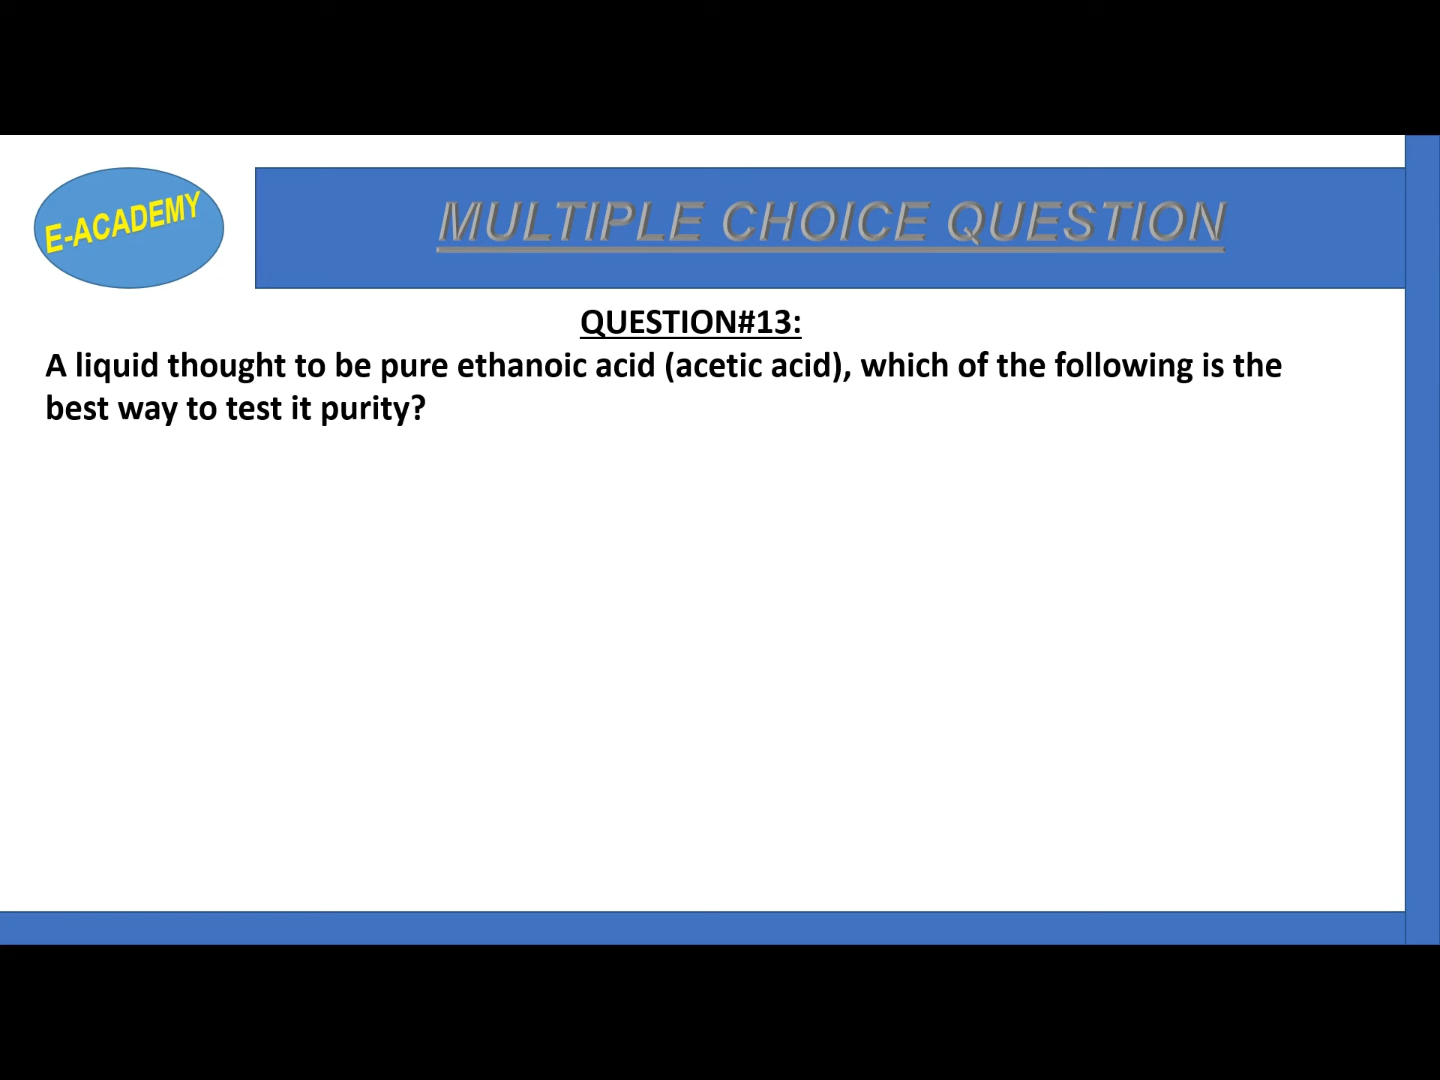 E-ACADEMY
MULTIPLE CHOICE QUESTION
QUESTION#13:
A liquid thought to be pure ethanoic acid (acetic acid), which of the following is the
best way to test it purity?